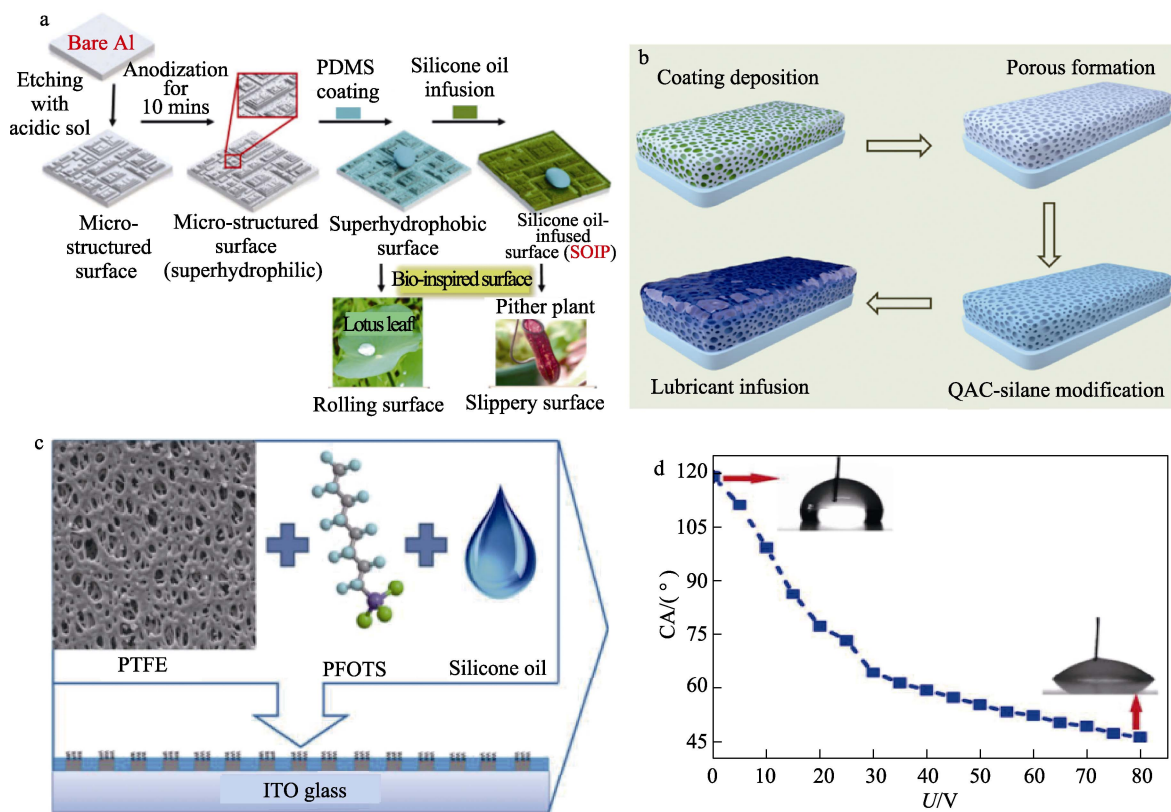 a
Bare Al
Etching with acidic sol
Anodization for 10 mins
PDMS coating
Silicone oil infusion
Micro-structured surface
Micro-structured surface (superhydrophilic)
Superhydrophobic surface
Silicone oil-infused surface (SOIP)
Bio-inspired surface
Lotus leaf
Pither plant
Rolling surface
Slippery surface
b
Coating deposition
Porous formation
Lubricant infusion
QAC-silane modification
c
PTFE
PFOTS
Silicone oil
ITO glass
d
CA/(°)
120
105
90
75
60
45
0 10 20 30 40 50 60 70 80
U/V